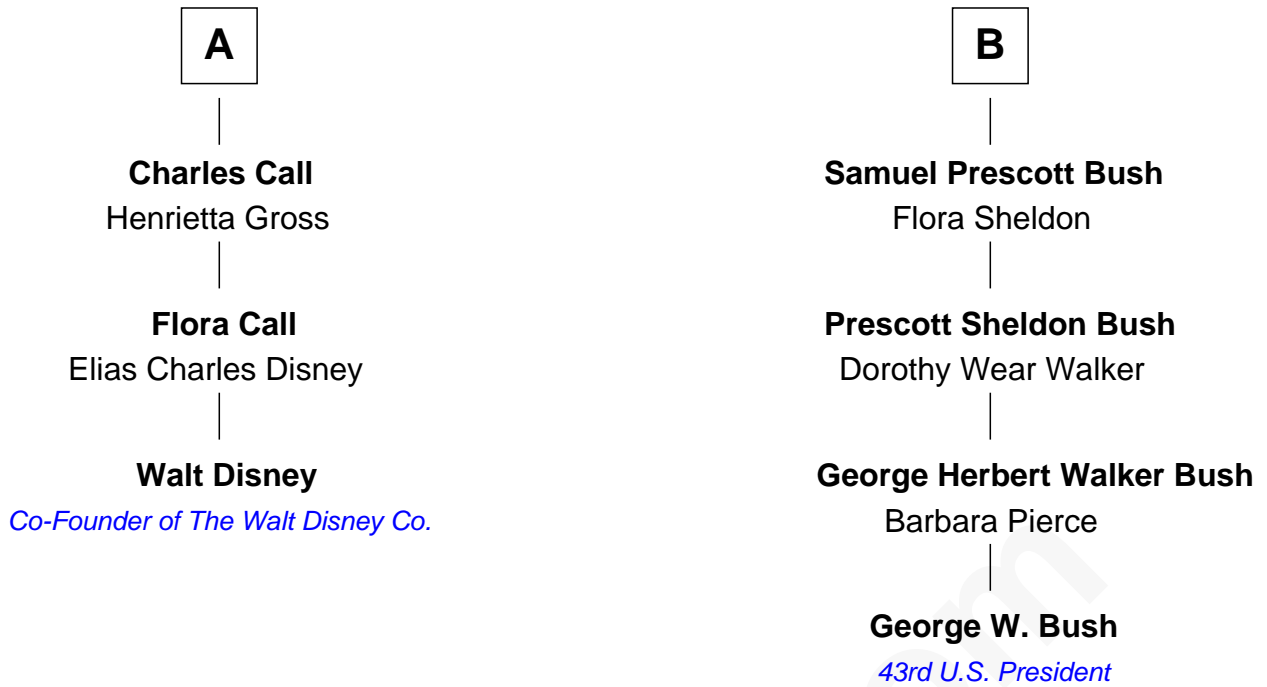 A
Charles Call
Henrietta Gross
Flora Call
Elias Charles Disney
Walt Disney
Co-Founder of The Walt Disney Co.
B
Samuel Prescott Bush
Flora Sheldon
Prescott Sheldon Bush
Dorothy Wear Walker
George Herbert Walker Bush
Barbara Pierce
George W. Bush
43rd U.S. President